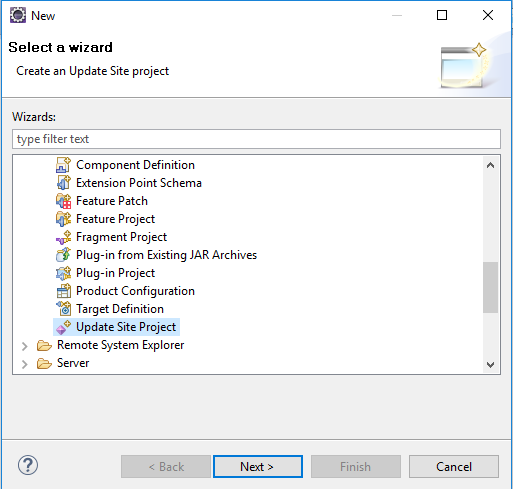 New
Select a wizard
Create an Update Site project
Wizards:
type filter text
Component Definition
Extension Point Schema
Feature Patch
Feature Project
Fragment Project
Plug-in from Existing JAR Archives
Plug-in Project
Product Configuration
Target Definition
Update Site Project
Remote System Explorer
Server
?
< Back
Next >
Finish
Cancel